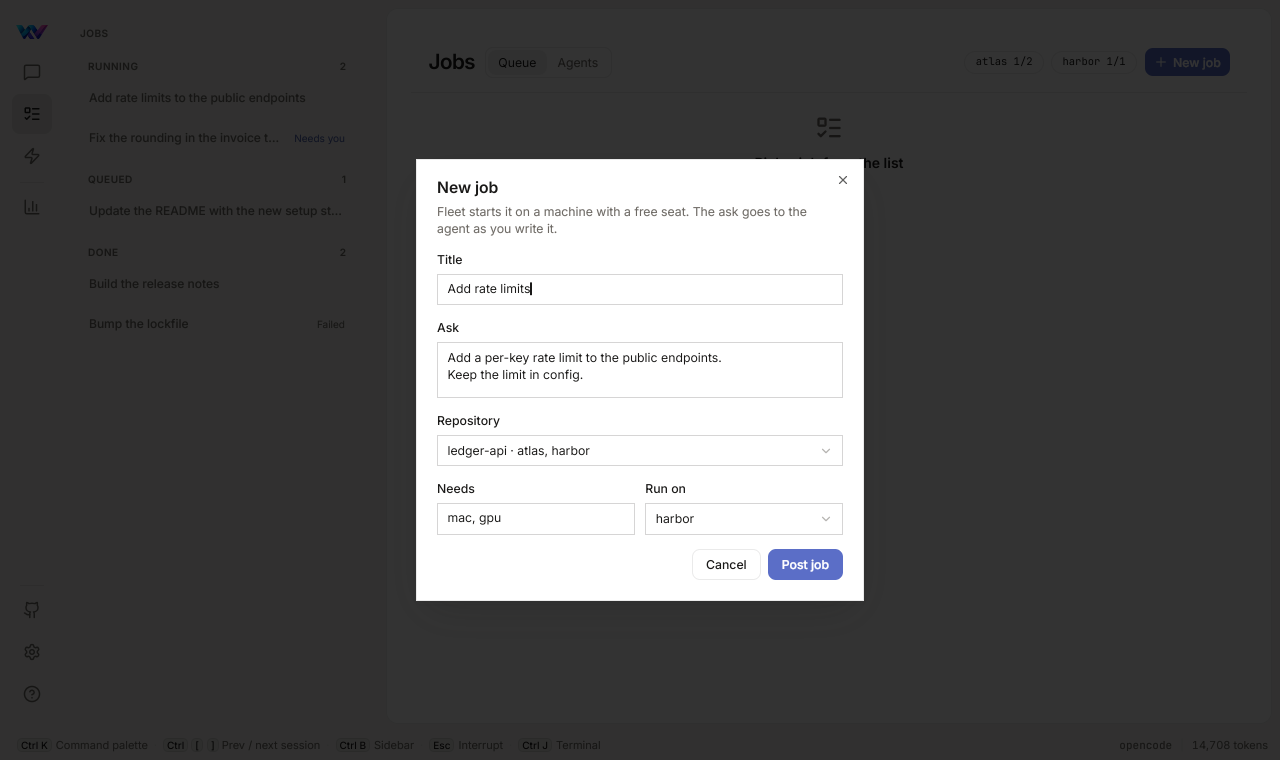 JOBS
RUNNING 2
Add rate limits to the public endpoints
Fix the rounding in the invoice t... Needs you
QUEUED 1
Update the README with the new setup st...
DONE 2
Build the release notes
Bump the lockfile Failed
Jobs Queue Agents
atlas 1/2 harbor 1/1 New job
he list
New job
Fleet starts it on a machine with a free seat. The ask goes to the
agent as you write it.
Title
Add rate limits
Ask
Add a per-key rate limit to the public endpoints.
Keep the limit in config.
Repository
ledger-api · atlas, harbor
Needs Run on
mac, gpu harbor
Cancel Post job
Ctrl K Command palette Ctrl [ ] Prev / next session Ctrl B Sidebar Esc Interrupt Ctrl J Terminal
opencode 14,708 tokens